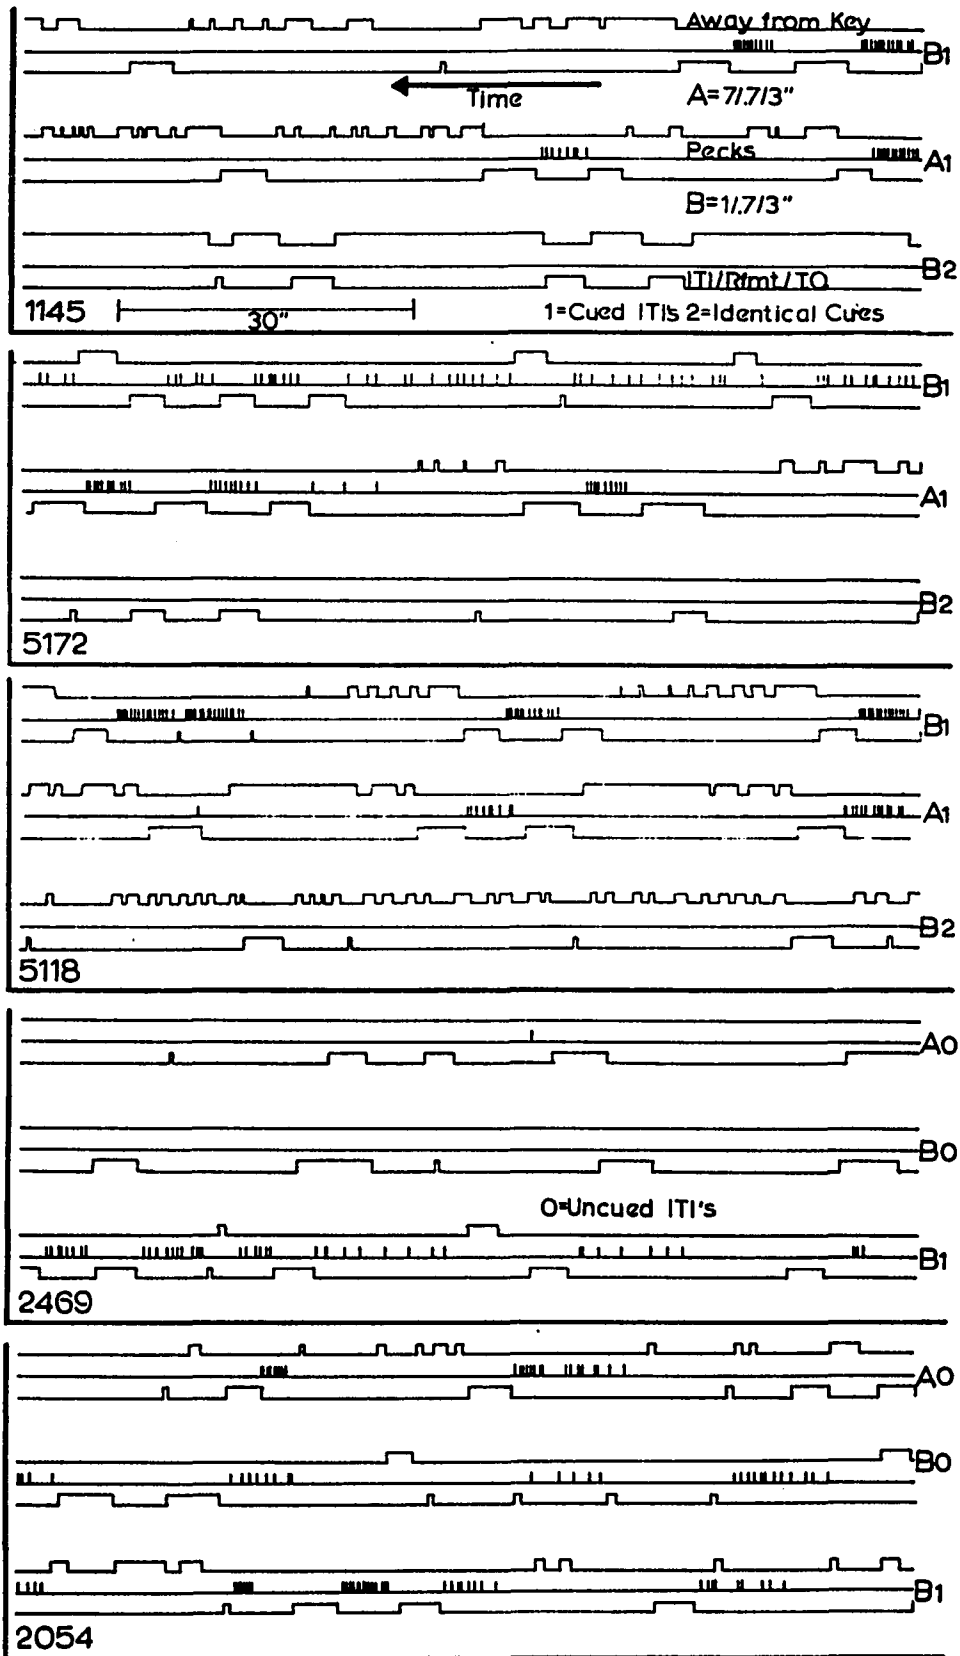 Away from Key
B1
Time
A=7/.7/3"
Pecks
A1
B=1/.7/3"
B2
ITI/Rfmt/TO
1145
30"
1=Cued ITI's 2=Identical Cues
B1
A1
B2
5172
B1
A1
B2
5118
A0
B0
0=Uncued ITI's
B1
2469
A0
B0
B1
2054